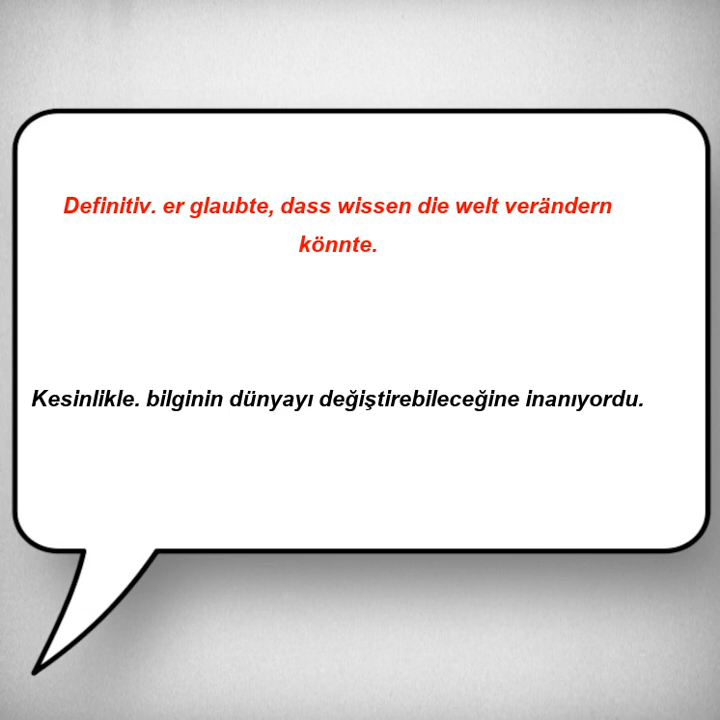 Definitiv. er glaubte, dass wissen die welt verändern
könnte.
Kesinlikle. bilginin dünyayı değiştirebileceğine inanıyordu.